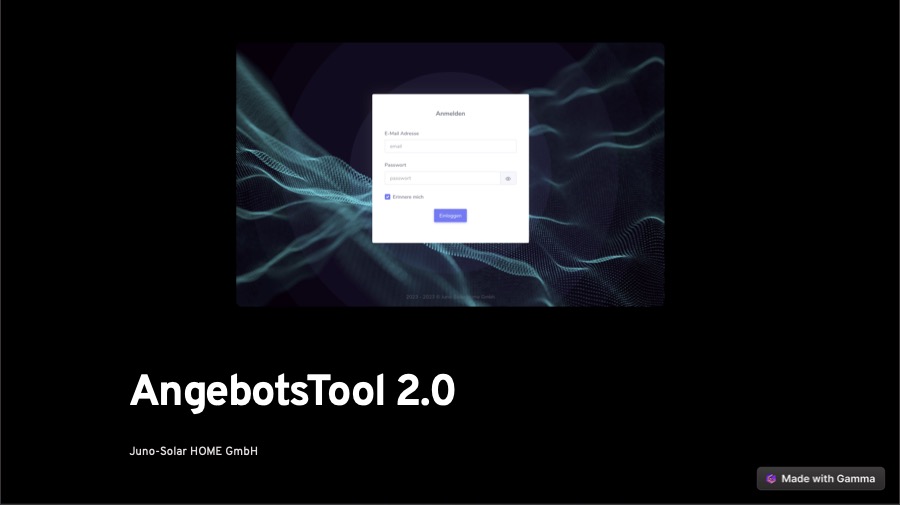 Anmelden
E-Mail Adresse
email
Passwort
passwort
Erinnere mich
Einloggen
AngebotsTool 2.0
Juno-Solar HOME GmbH
Made with Gamma